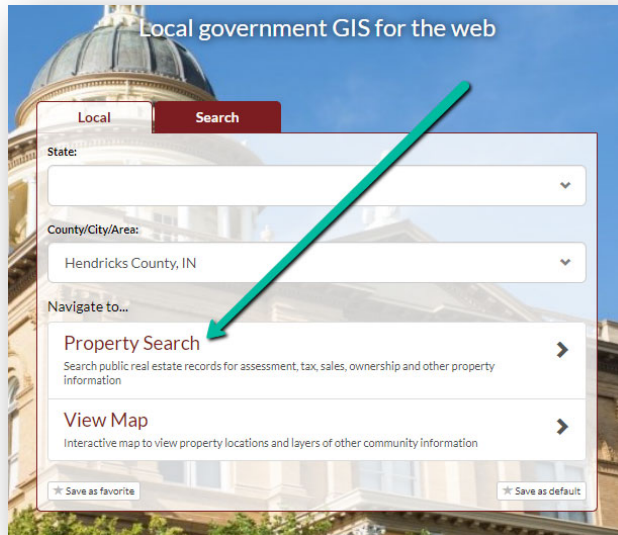 Local government GIS for the web
Local
Search
State:
County/City/Area:
Hendricks County, IN
Navigate to...
Property Search
Search public real estate records for assessment, tax, sales, ownership and other property
information
View Map
Interactive map to view property locations and layers of other community information
Save as favorite
Save as default